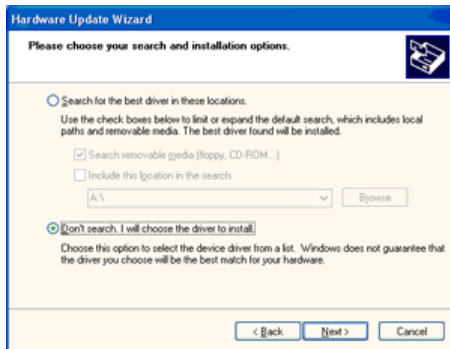 Hardware Update Wizard
Please choose your search and installation options.
Search for the best driver in these locations.
Use the check boxes below to limit or expand the default search, which includes local
paths and removable media. The best driver found will be installed.
Search removable media (floppy, CD-ROM...)
Include this location in the search:
A:\
Browse
Don't search. I will choose the driver to install.
Choose this option to select the device driver from a list. Windows does not guarantee that
the driver you choose will be the best match for your hardware.
< Back
Next >
Cancel